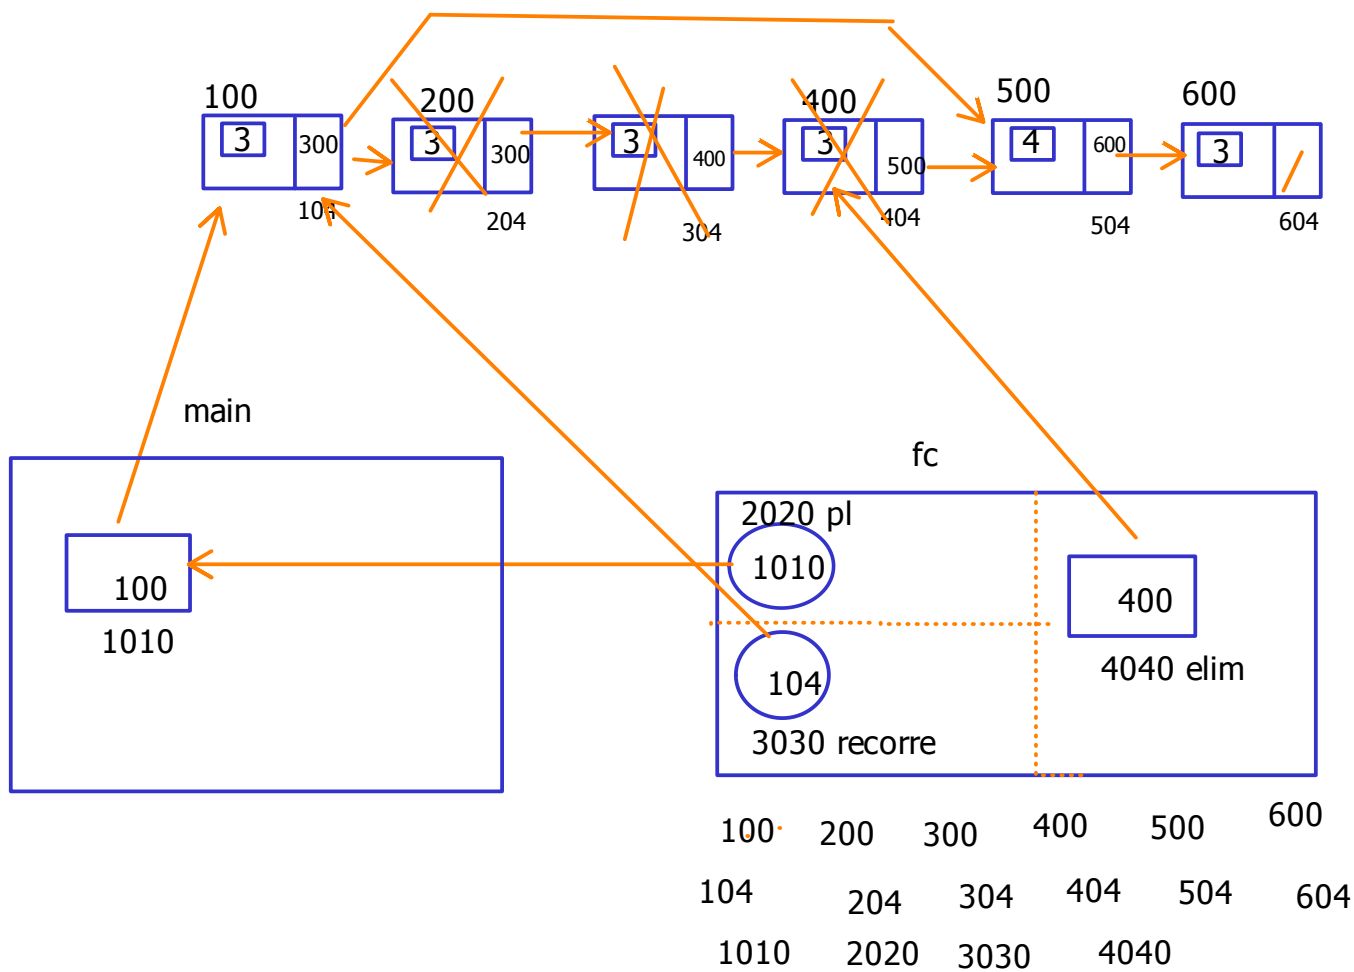 100 200 400 500 600
3 300 3 300 3 400 3 500 4 600 3
104 204 304 404 504 604
main
fc
2020 pl
1010
100
400
1010
4040 elim
104
3030 recorre
100 200 300 400 500 600
104 204 304 404 504 604
1010 2020 3030 4040